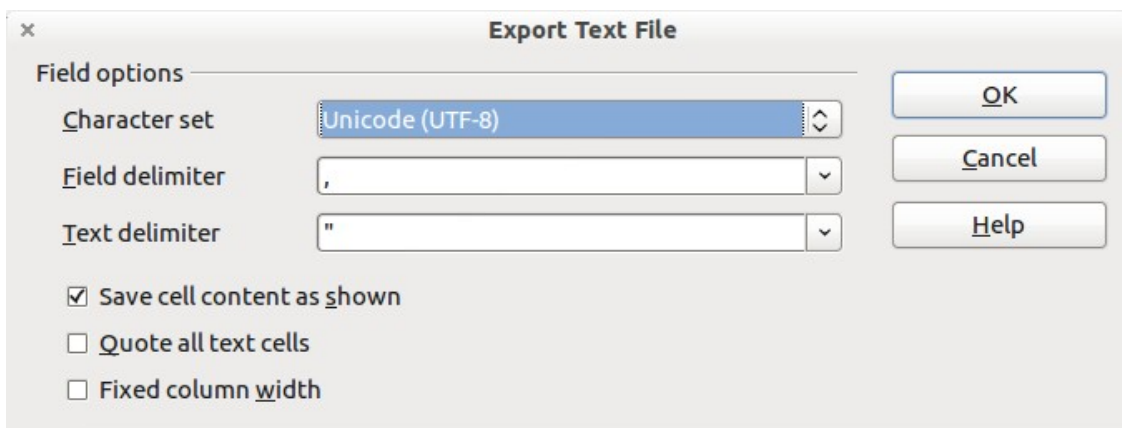 Export Text File
Field options
Character set
Unicode (UTF-8)
Field delimiter
,
Text delimiter
"
Save cell content as shown
Quote all text cells
Fixed column width
OK
Cancel
Help